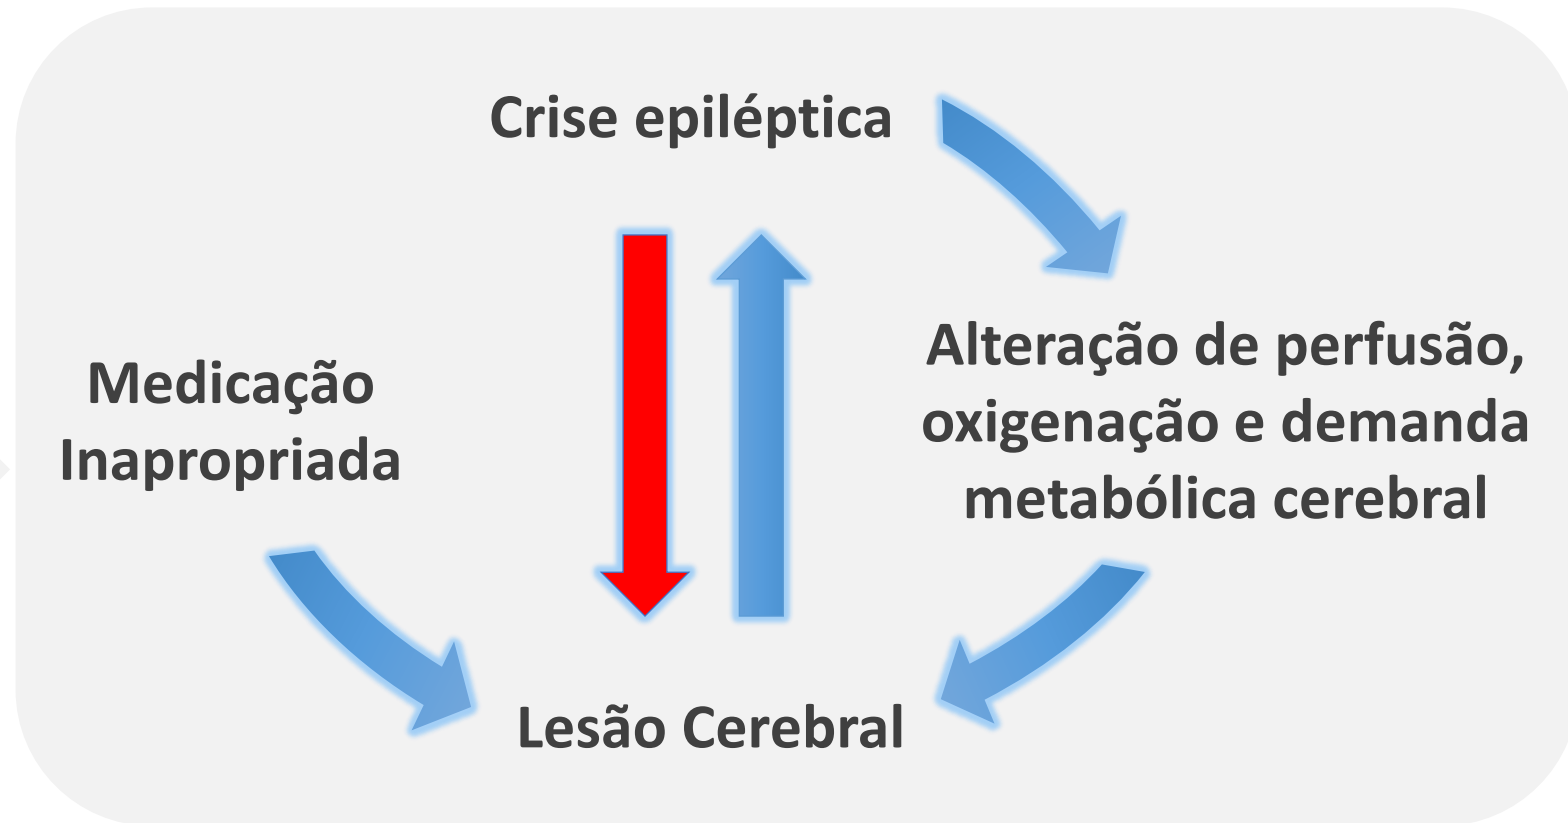 Crise epiléptica
Medicação
Inapropriada
Alteração de perfusão,
oxigenação e demanda
metabólica cerebral
Lesão Cerebral